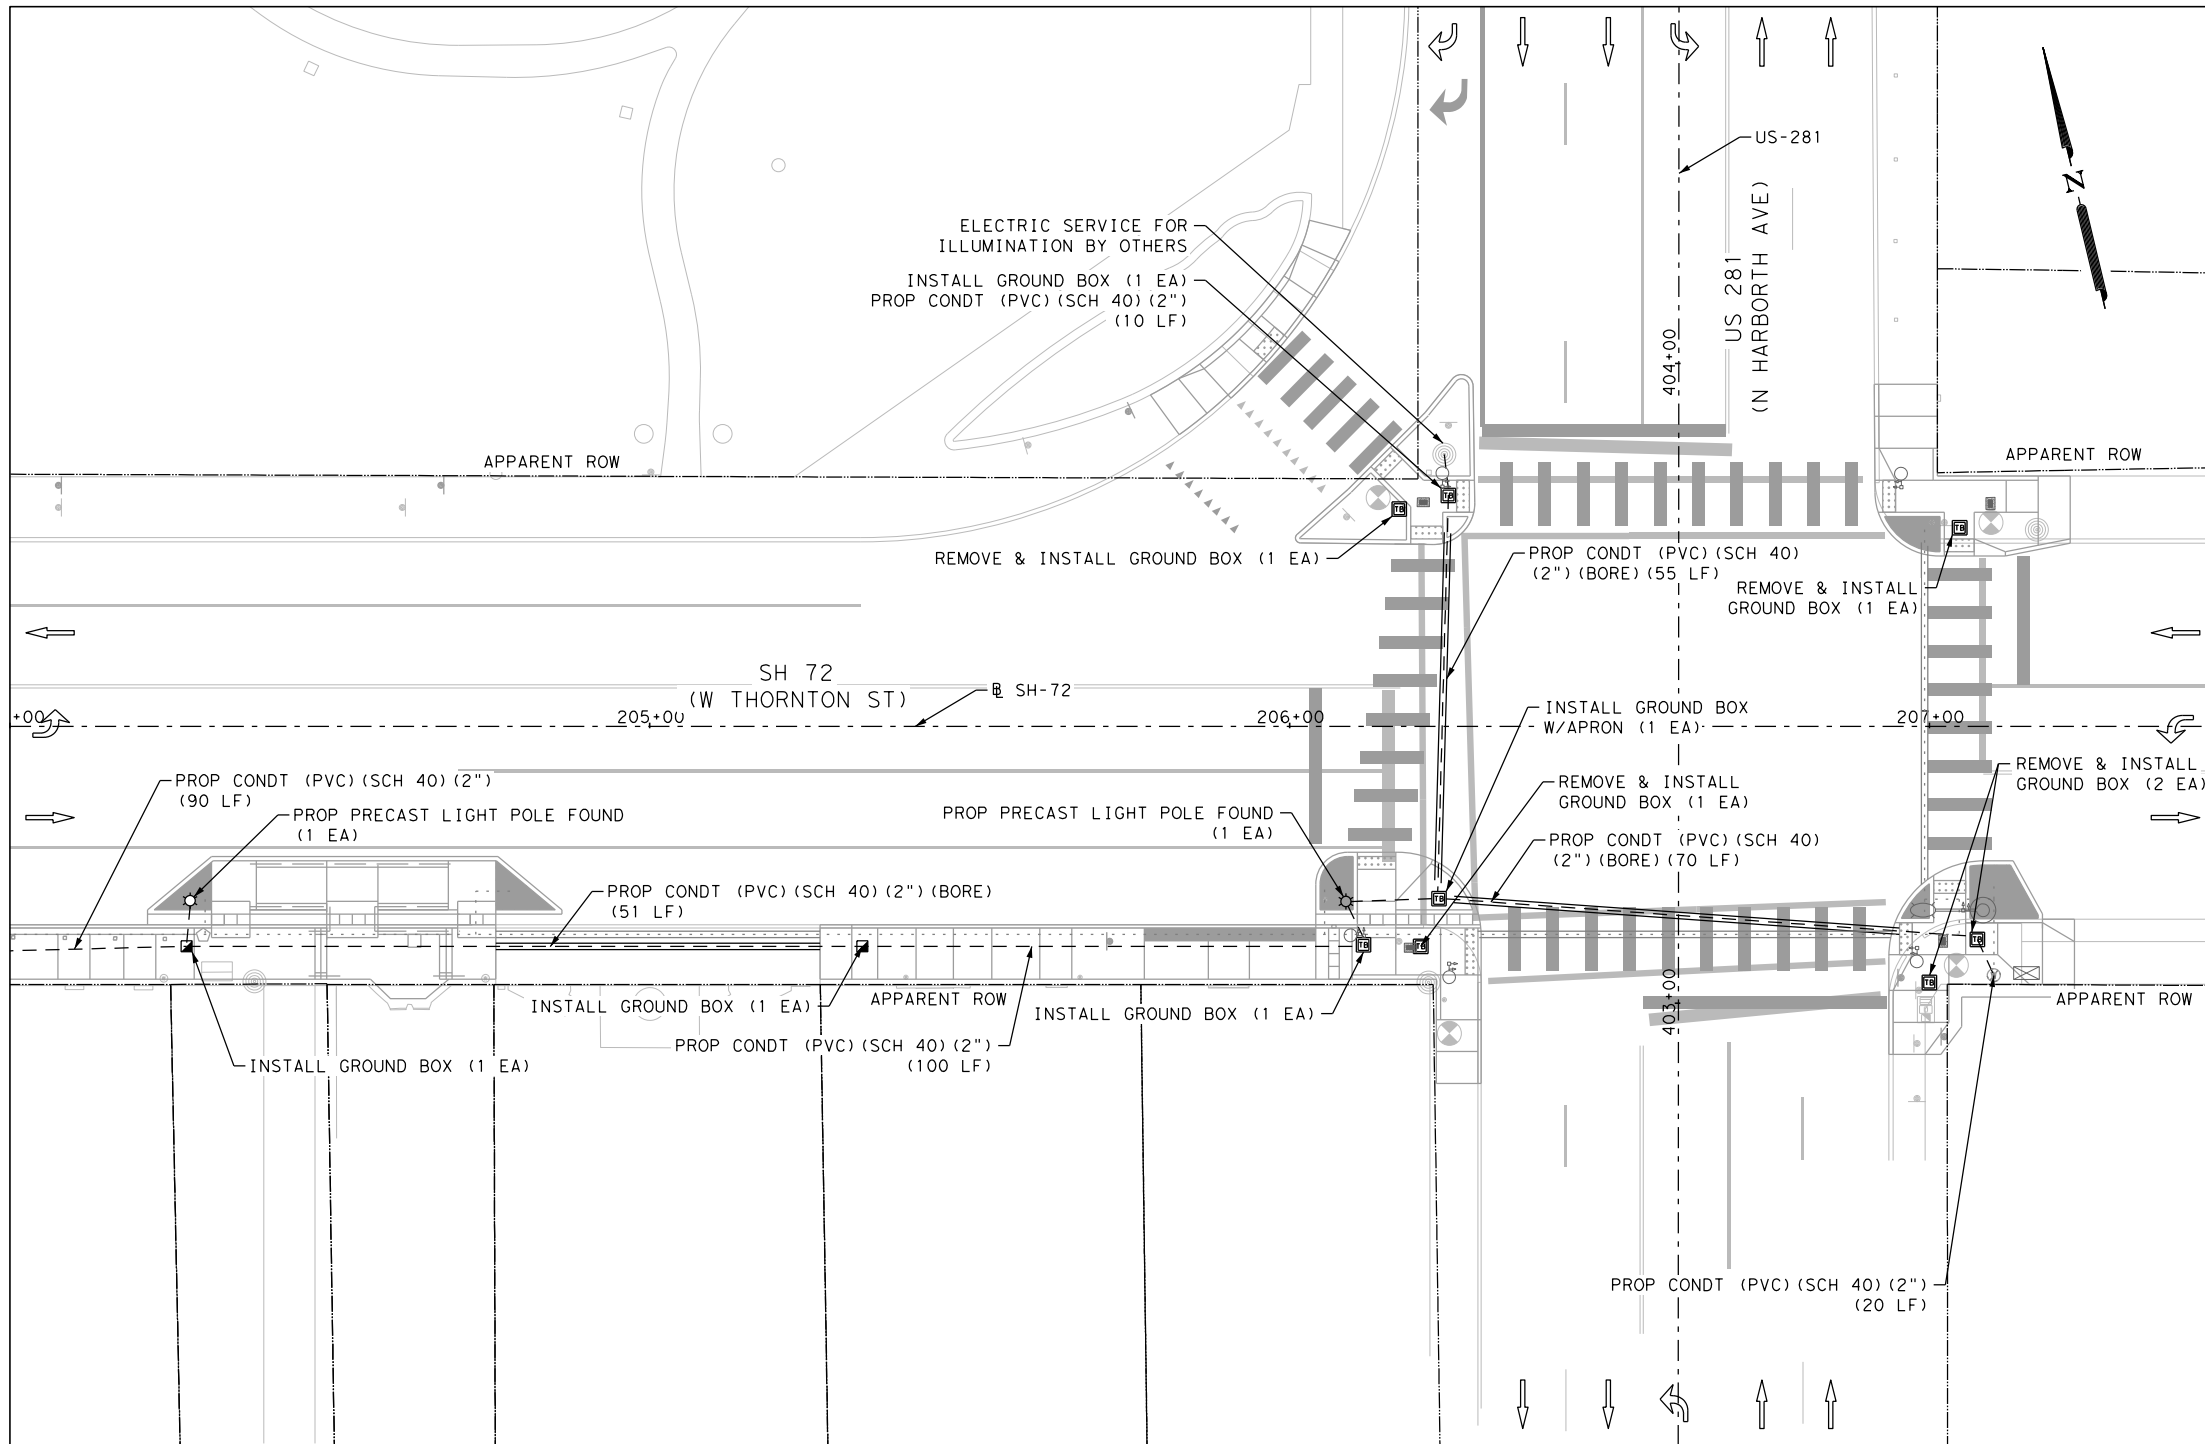 US-281
N
ELECTRIC SERVICE FOR
ILLUMINATION BY OTHERS
US 281
(N HARBORTH AVE)
INSTALL GROUND BOX (1 EA)
PROP CONDT (PVC)(SCH 40)(2")
(10 LF)
404+00
APPARENT ROW
APPARENT ROW
TB
TB
TB
REMOVE & INSTALL GROUND BOX (1 EA)
PROP CONDT (PVC)(SCH 40)
(2")(BORE)(55 LF)
REMOVE & INSTALL
GROUND BOX (1 EA)
SH 72
(W THORNTON ST)
BL SH-72
+00
205+00
206+00
207+00
INSTALL GROUND BOX
W/APRON (1 EA)
PROP CONDT (PVC)(SCH 40)(2")
(90 LF)
REMOVE & INSTALL
GROUND BOX (1 EA)
REMOVE & INSTALL
GROUND BOX (2 EA)
PROP PRECAST LIGHT POLE FOUND
(1 EA)
PROP PRECAST LIGHT POLE FOUND
(1 EA)
PROP CONDT (PVC)(SCH 40)
(2")(BORE)(70 LF)
PROP CONDT (PVC)(SCH 40)(2")(BORE)
(51 LF)
TB
TB
TB
TB
TB
INSTALL GROUND BOX (1 EA)
APPARENT ROW
INSTALL GROUND BOX (1 EA)
403+00
APPARENT ROW
PROP CONDT (PVC)(SCH 40)(2")
(100 LF)
INSTALL GROUND BOX (1 EA)
PROP CONDT (PVC)(SCH 40)(2")
(20 LF)